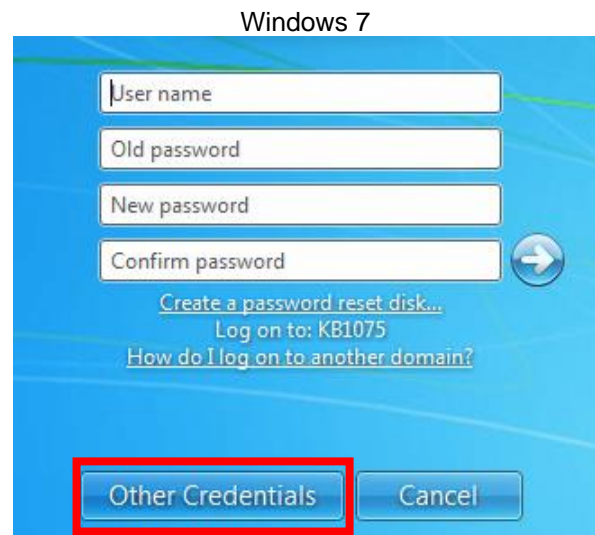 Windows 7
User name
Old password
New password
Confirm password
Create a password reset disk...
Log on to: KB1075
How do I log on to another domain?
Other Credentials
Cancel